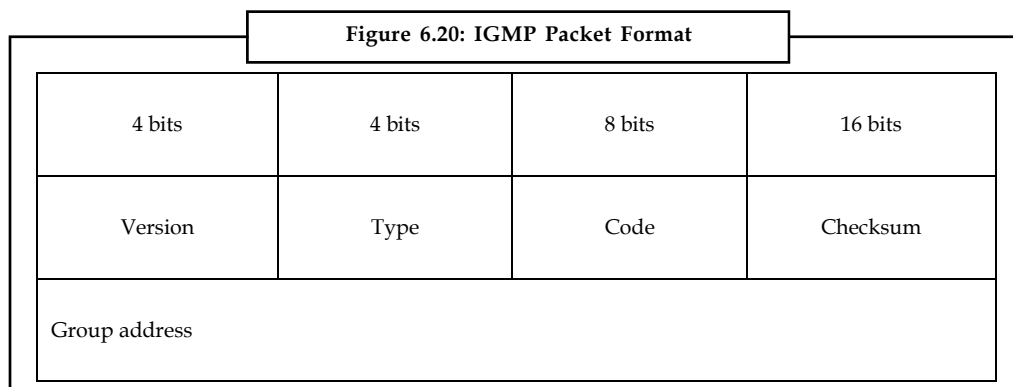 Figure 6.20: IGMP Packet Format
4 bits 4 bits 8 bits 16 bits
Version Type Code Checksum
Group address